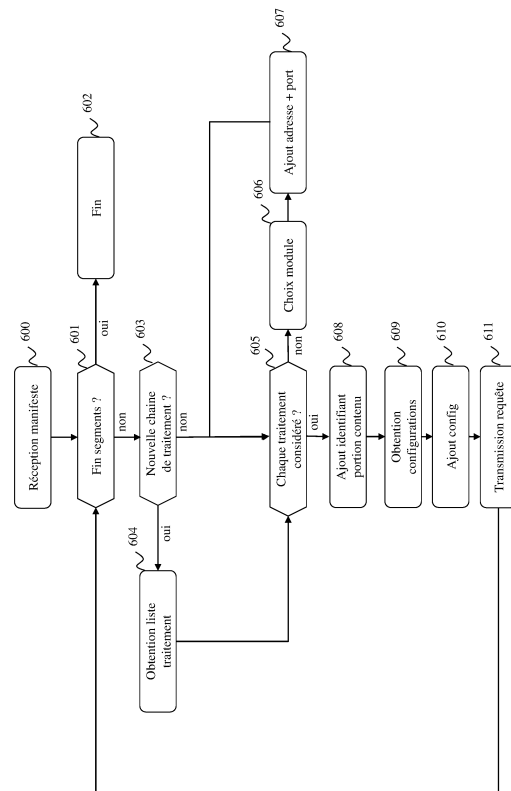 600
Réception manifeste
601
Fin segments ?
oui
602
Fin
non
603
Nouvelle chaine
de traitement ?
oui
604
Obtention liste
traitement
non
605
Chaque traitement
considéré ?
non
606
Choix module
607
Ajout adresse + port
oui
608
Ajout identifiant
portion contenu
609
Obtention
configurations
610
Ajout config
611
Transmission requête